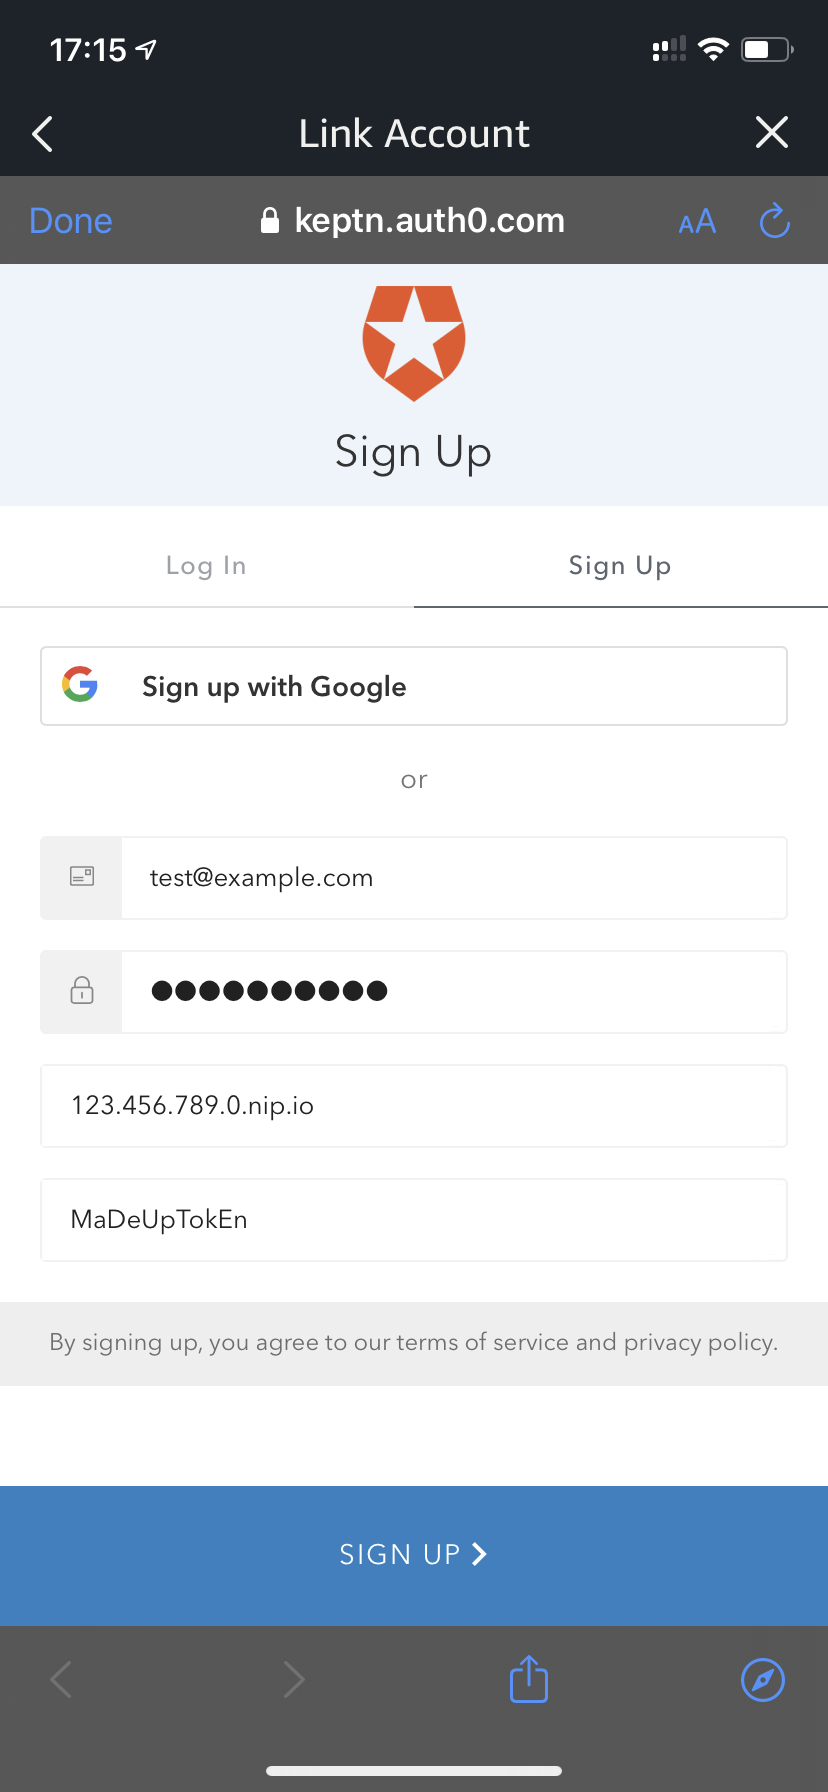 17:15
Link Account
Done
keptn.auth0.com
AA
Sign Up
Log In
Sign Up
Sign up with Google
or
test@example.com
●●●●●●●●●●
123.456.789.0.nip.io
MaDeUpTokEn
By signing up, you agree to our terms of service and privacy policy.
SIGN UP